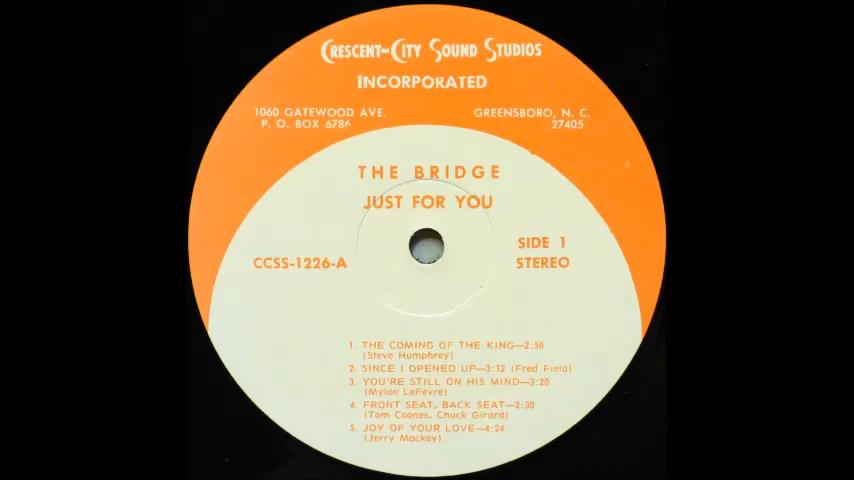 CRESCENT-CITY SOUND STUDIOS
INCORPORATED
1060 GATEWOOD AVE. GREENSBORO, N. C.
P. O. BOX 6786 27405
THE BRIDGE
JUST FOR YOU
SIDE 1
CCSS-1226-A STEREO
1. THE COMING OF THE KING—2:50
(Steve Humphrey)
2. SINCE I OPENED UP—3:12 (Fred Field)
3. YOU'RE STILL ON HIS MIND—3:20
(Mylon LeFevre)
4. FRONT SEAT, BACK SEAT—2:30
(Tom Coones, Chuck Girard)
5. JOY OF YOUR LOVE—4:24
(Jerry Mackey)